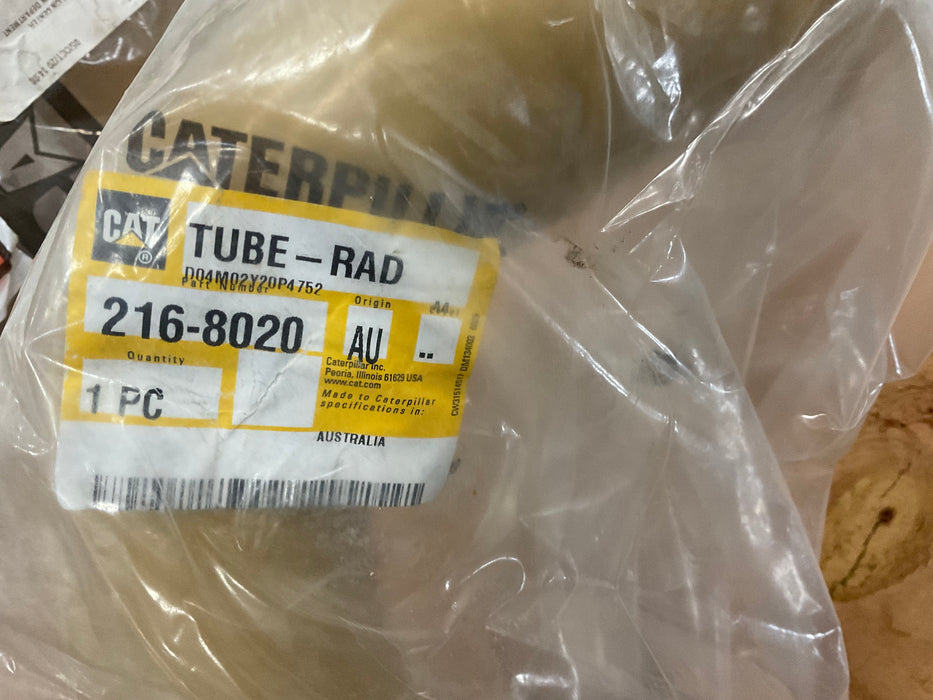 DEPARTMENT
CATERPILLAR
CAT
®
TUBE-RAD
D04M02Y20P4752
Part Number
Origin
216-8020
AU
..
Quantity
1 PC
Caterpillar Inc.
Peoria, Illinois 61629 USA
www.cat.com
Made to Caterpillar
specifications in:
AUSTRALIA